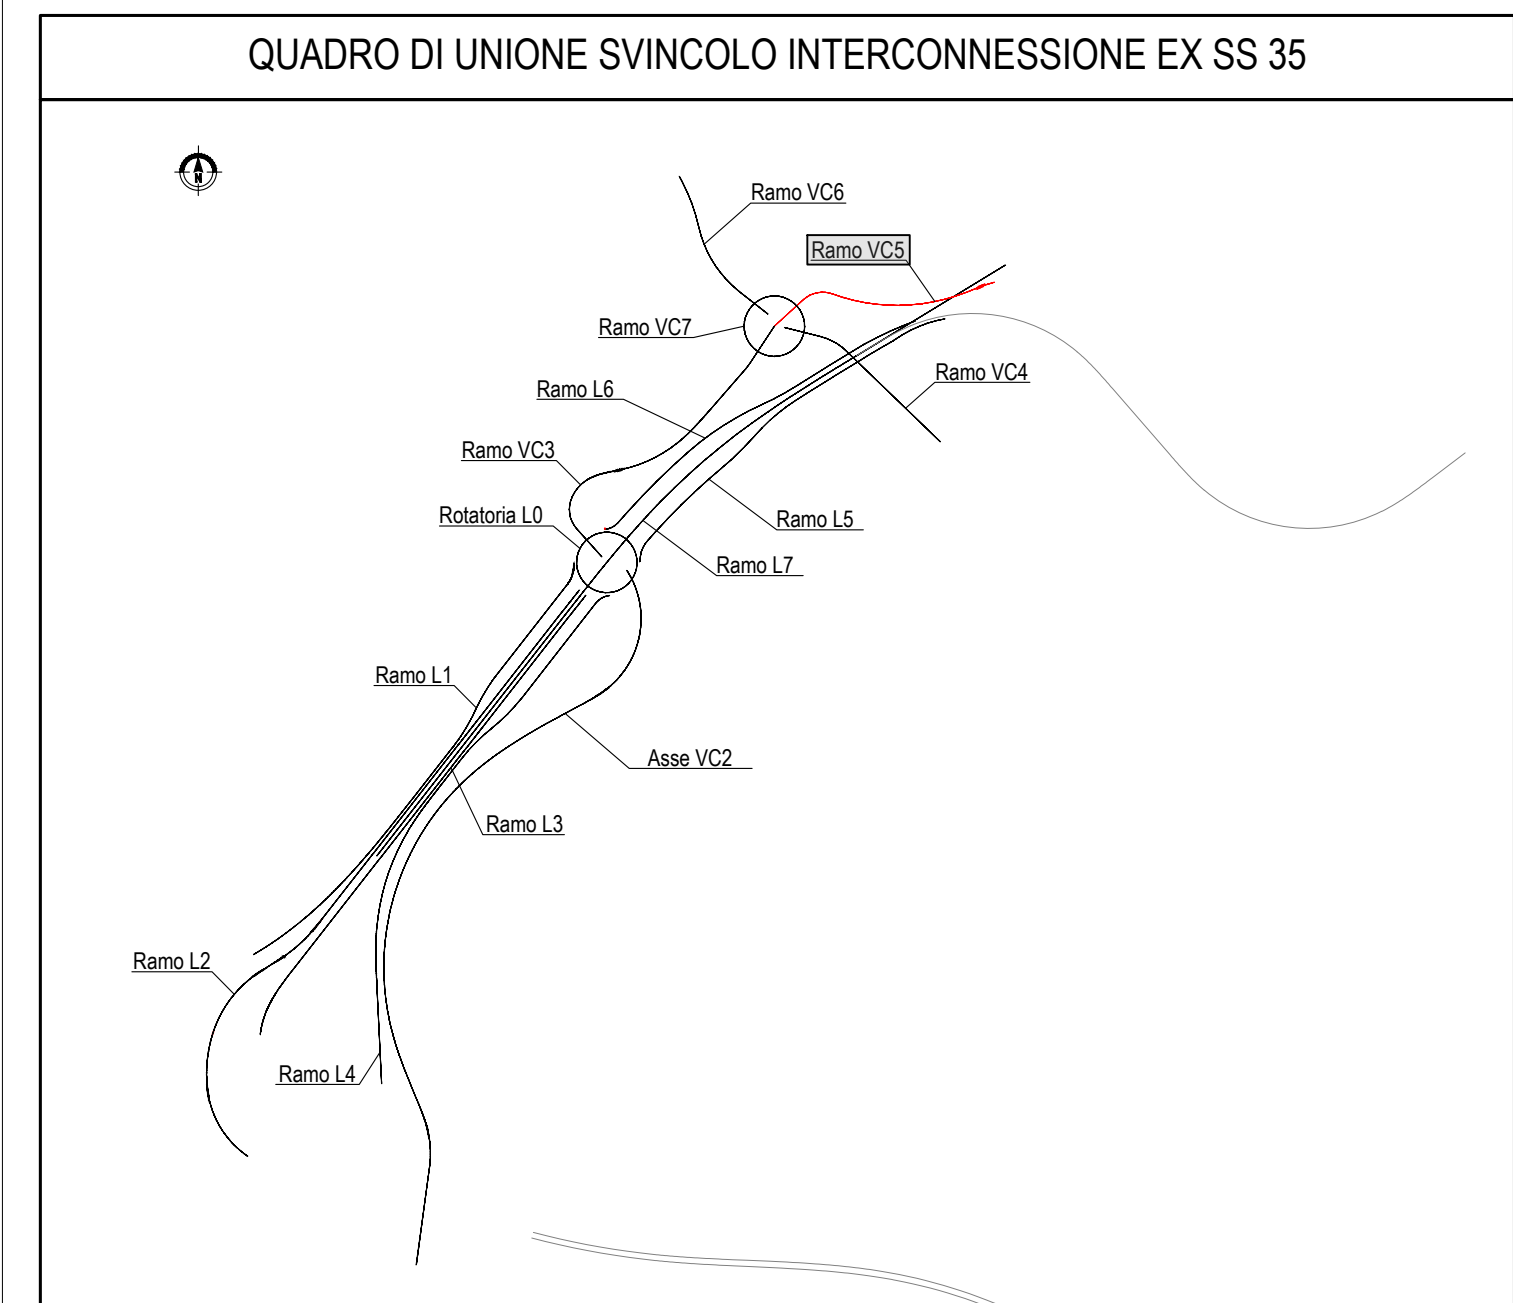 QUADRO DI UNIONE SVINCOLO INTERCONNESSIONE EX SS 35
N
Ramo VC6
Ramo VC5
Ramo VC7
Ramo VC4
Ramo L6
Ramo VC3
Rotatoria L0
Ramo L5
Ramo L7
Ramo L1
Asse VC2
Ramo L3
Ramo L2
Ramo L4